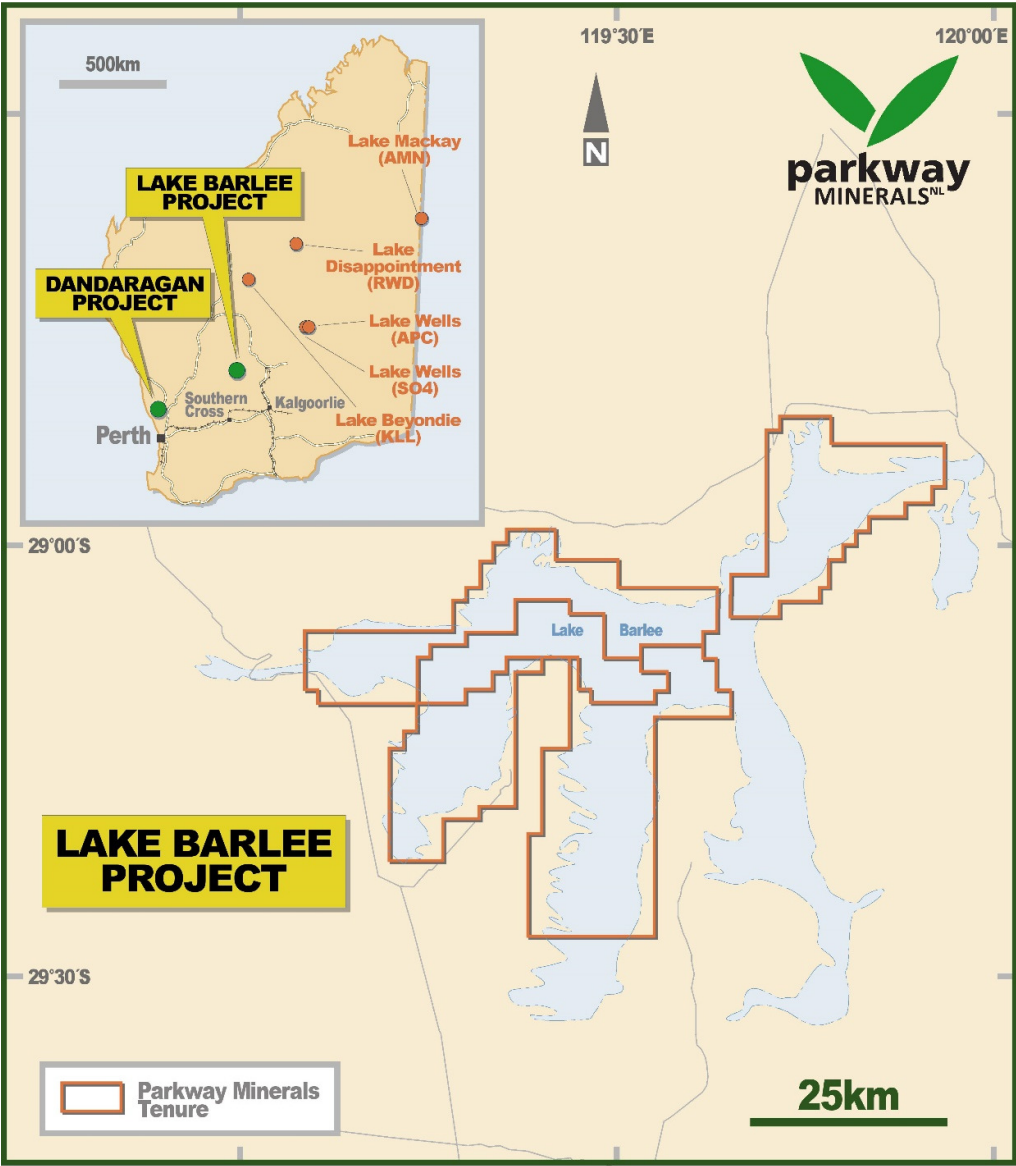 119°30´E
120°00´E
500km
N
parkway
MINERALS NL
Lake Mackay
(AMN)
LAKE BARLEE
PROJECT
Lake
Disappointment
(RWD)
DANDARAGAN
PROJECT
Lake Wells
(APC)
Lake Wells
(SO4)
Southern
Cross
Kalgoorlie
Lake Beyondie
(KLL)
Perth
29°00´S
Lake Barlee
LAKE BARLEE
PROJECT
29°30´S
Parkway Minerals
Tenure
25km